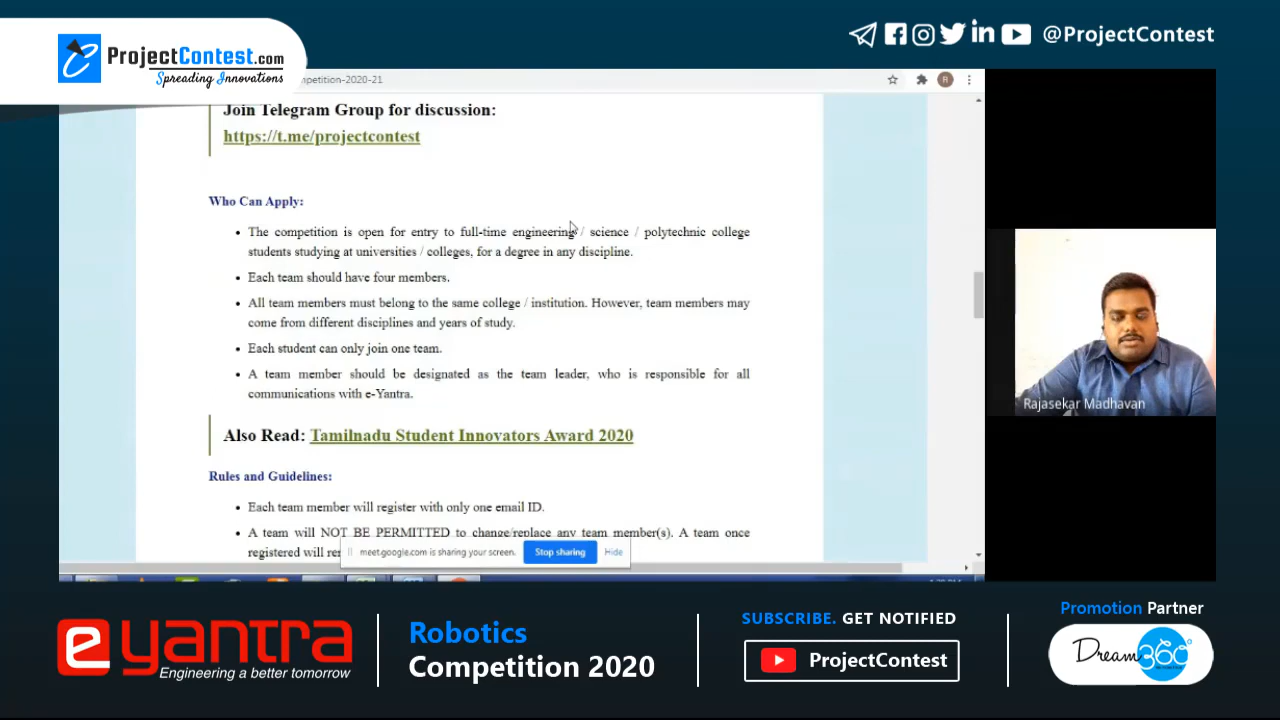 ProjectContest.com
Spreading Innovations
@ProjectContest
mpetition-2020-21
R
Join Telegram Group for discussion:
https://t.me/projectcontest
Who Can Apply:
• The competition is open for entry to full-time engineering / science / polytechnic college
students studying at universities / colleges, for a degree in any discipline.
• Each team should have four members.
• All team members must belong to the same college / institution. However, team members may
come from different disciplines and years of study.
• Each student can only join one team.
• A team member should be designated as the team leader, who is responsible for all
communications with e-Yantra.
Also Read: Tamilnadu Student Innovators Award 2020
Rules and Guidelines:
• Each team member will register with only one email ID.
• A team will NOT BE PERMITTED to change/replace any team member(s). A team once
registered will
meet.google.com is sharing your screen. Stop sharing Hide
Rajasekar Madhavan
e yantra
Engineering a better tomorrow
Robotics
Competition 2020
SUBSCRIBE. GET NOTIFIED
ProjectContest
Promotion Partner
Dream360°